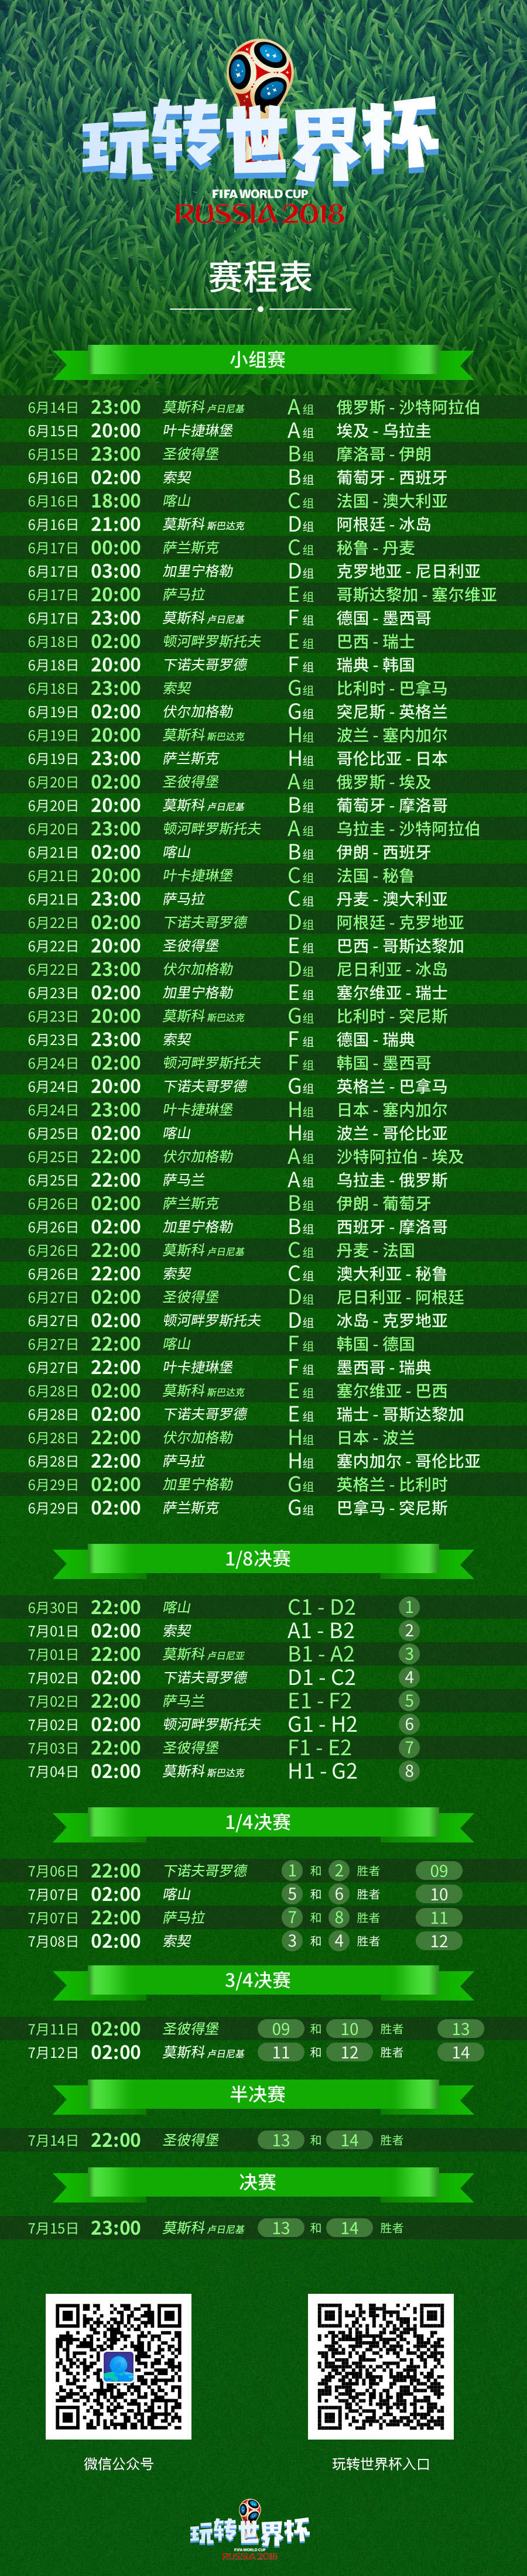 玩转世界杯
FIFA WORLD CUP
RUSSIA 2018
赛程表
小组赛
6月14日 23:00 莫斯科 卢日尼基 A组 俄罗斯 - 沙特阿拉伯
6月15日 20:00 叶卡捷琳堡 A组 埃及 - 乌拉圭
6月15日 23:00 圣彼得堡 B组 摩洛哥 - 伊朗
6月16日 02:00 索契 B组 葡萄牙 - 西班牙
6月16日 18:00 喀山 C组 法国 - 澳大利亚
6月16日 21:00 莫斯科 斯巴达克 D组 阿根廷 - 冰岛
6月17日 00:00 萨兰斯克 C组 秘鲁 - 丹麦
6月17日 03:00 加里宁格勒 D组 克罗地亚 - 尼日利亚
6月17日 20:00 萨马拉 E组 哥斯达黎加 - 塞尔维亚
6月17日 23:00 莫斯科 卢日尼基 F组 德国 - 墨西哥
6月18日 02:00 顿河畔罗斯托夫 E组 巴西 - 瑞士
6月18日 20:00 下诺夫哥罗德 F组 瑞典 - 韩国
6月18日 23:00 索契 G组 比利时 - 巴拿马
6月19日 02:00 伏尔加格勒 G组 突尼斯 - 英格兰
6月19日 20:00 莫斯科 斯巴达克 H组 波兰 - 塞内加尔
6月19日 23:00 萨兰斯克 H组 哥伦比亚 - 日本
6月20日 02:00 圣彼得堡 A组 俄罗斯 - 埃及
6月20日 20:00 莫斯科 卢日尼基 B组 葡萄牙 - 摩洛哥
6月20日 23:00 顿河畔罗斯托夫 A组 乌拉圭 - 沙特阿拉伯
6月21日 02:00 喀山 B组 伊朗 - 西班牙
6月21日 20:00 叶卡捷琳堡 C组 法国 - 秘鲁
6月21日 23:00 萨马拉 C组 丹麦 - 澳大利亚
6月22日 02:00 下诺夫哥罗德 D组 阿根廷 - 克罗地亚
6月22日 20:00 圣彼得堡 E组 巴西 - 哥斯达黎加
6月22日 23:00 伏尔加格勒 D组 尼日利亚 - 冰岛
6月23日 02:00 加里宁格勒 E组 塞尔维亚 - 瑞士
6月23日 20:00 莫斯科 斯巴达克 G组 比利时 - 突尼斯
6月23日 23:00 索契 F组 德国 - 瑞典
6月24日 02:00 顿河畔罗斯托夫 F组 韩国 - 墨西哥
6月24日 20:00 下诺夫哥罗德 G组 英格兰 - 巴拿马
6月24日 23:00 叶卡捷琳堡 H组 日本 - 塞内加尔
6月25日 02:00 喀山 H组 波兰 - 哥伦比亚
6月25日 22:00 伏尔加格勒 A组 沙特阿拉伯 - 埃及
6月25日 22:00 萨马兰 A组 乌拉圭 - 俄罗斯
6月26日 02:00 萨兰斯克 B组 伊朗 - 葡萄牙
6月26日 02:00 加里宁格勒 B组 西班牙 - 摩洛哥
6月26日 22:00 莫斯科 卢日尼基 C组 丹麦 - 法国
6月26日 22:00 索契 C组 澳大利亚 - 秘鲁
6月27日 02:00 圣彼得堡 D组 尼日利亚 - 阿根廷
6月27日 02:00 顿河畔罗斯托夫 D组 冰岛 - 克罗地亚
6月27日 22:00 喀山 F组 韩国 - 德国
6月27日 22:00 叶卡捷琳堡 F组 墨西哥 - 瑞典
6月28日 02:00 莫斯科 斯巴达克 E组 塞尔维亚 - 巴西
6月28日 02:00 下诺夫哥罗德 E组 瑞士 - 哥斯达黎加
6月28日 22:00 伏尔加格勒 H组 日本 - 波兰
6月28日 22:00 萨马拉 H组 塞内加尔 - 哥伦比亚
6月29日 02:00 加里宁格勒 G组 英格兰 - 比利时
6月29日 02:00 萨兰斯克 G组 巴拿马 - 突尼斯
1/8决赛
6月30日 22:00 喀山 C1 - D2 1
7月01日 02:00 索契 A1 - B2 2
7月01日 22:00 莫斯科 卢日尼亚 B1 - A2 3
7月02日 02:00 下诺夫哥罗德 D1 - C2 4
7月02日 22:00 萨马兰 E1 - F2 5
7月02日 02:00 顿河畔罗斯托夫 G1 - H2 6
7月03日 22:00 圣彼得堡 F1 - E2 7
7月04日 02:00 莫斯科 斯巴达克 H1 - G2 8
1/4决赛
7月06日 22:00 下诺夫哥罗德 1 和 2 胜者 09
7月07日 02:00 喀山 5 和 6 胜者 10
7月07日 22:00 萨马拉 7 和 8 胜者 11
7月08日 02:00 索契 3 和 4 胜者 12
3/4决赛
7月11日 02:00 圣彼得堡 09 和 10 胜者 13
7月12日 02:00 莫斯科 卢日尼基 11 和 12 胜者 14
半决赛
7月14日 22:00 圣彼得堡 13 和 14 胜者
决赛
7月15日 23:00 莫斯科 卢日尼基 13 和 14 胜者
微信公众号 玩转世界杯入口
玩转世界杯
FIFA WORLD CUP
RUSSIA 2018